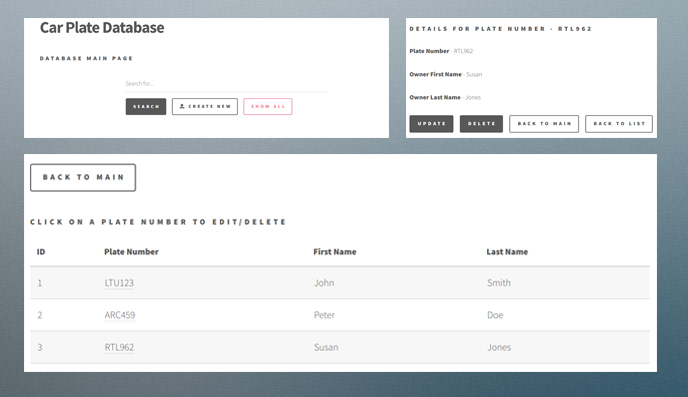 Car Plate Database
DATABASE MAIN PAGE
Search for...
SEARCH CREATE NEW SHOW ALL
DETAILS FOR PLATE NUMBER - RTL962
Plate Number - RTL962
Owner First Name - Susan
Owner Last Name - Jones
UPDATE DELETE BACK TO MAIN BACK TO LIST
BACK TO MAIN
CLICK ON A PLATE NUMBER TO EDIT/DELETE
ID Plate Number First Name Last Name
1 LTU123 John Smith
2 ARC459 Peter Doe
3 RTL962 Susan Jones